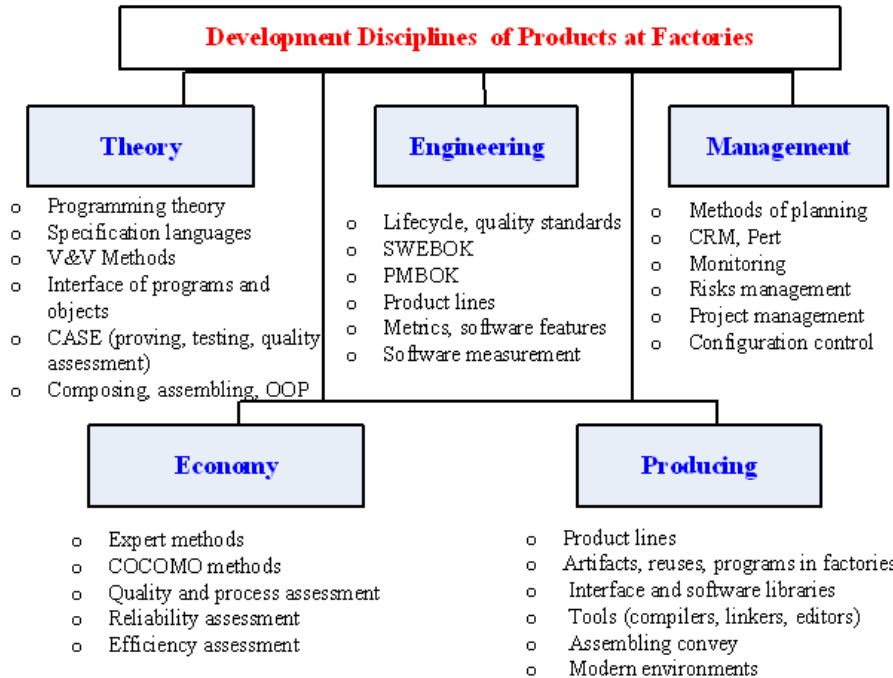 Development Disciplines of Products at Factories
Theory
o Programming theory
o Specification languages
o V&V Methods
o Interface of programs and
objects
o CASE (proving, testing, quality
assessment)
o Composing, assembling, OOP
Engineering
o Lifecycle, quality standards
o SWEBOK
o PMBOK
o Product lines
o Metrics, software features
o Software measurement
Management
o Methods of planning
o CRM, Pert
o Monitoring
o Risks management
o Project management
o Configuration control
Economy
o Expert methods
o COCOMO methods
o Quality and process assessment
o Reliability assessment
o Efficiency assessment
Producing
o Product lines
o Artifacts, reuses, programs in factories
o Interface and software libraries
o Tools (compilers, linkers, editors)
o Assembling convey
o Modern environments